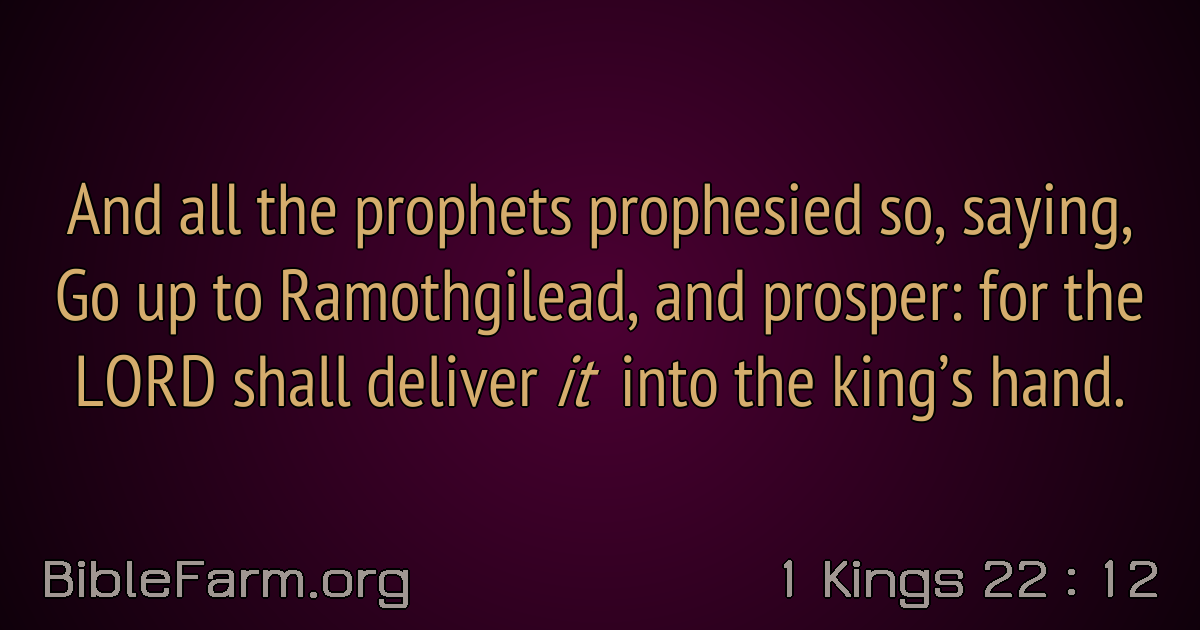 And all the prophets prophesied so, saying,
Go up to Ramothgilead, and prosper: for the
LORD shall deliver it into the king’s hand.
BibleFarm.org
1 Kings 22 : 12